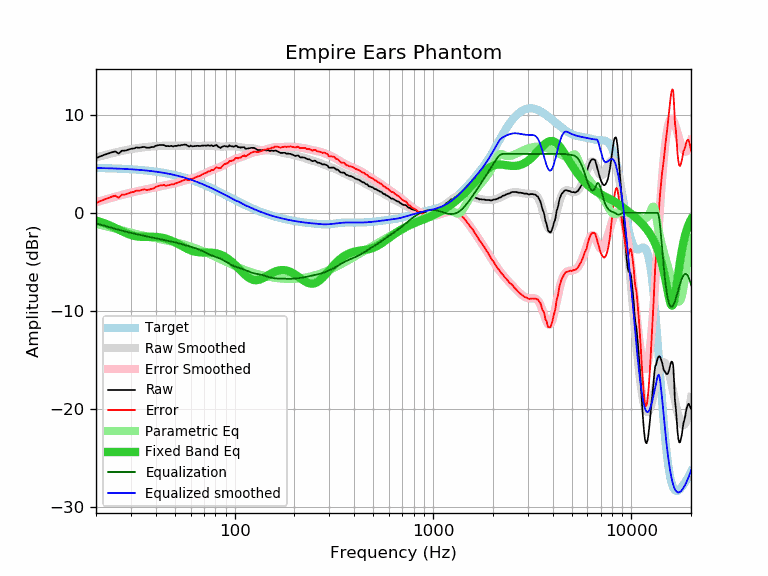 Empire Ears Phantom
Amplitude (dBr)
10
0
−10
−20
−30
Target
Raw Smoothed
Error Smoothed
Raw
Error
Parametric Eq
Fixed Band Eq
Equalization
Equalized smoothed
100
1000
10000
Frequency (Hz)